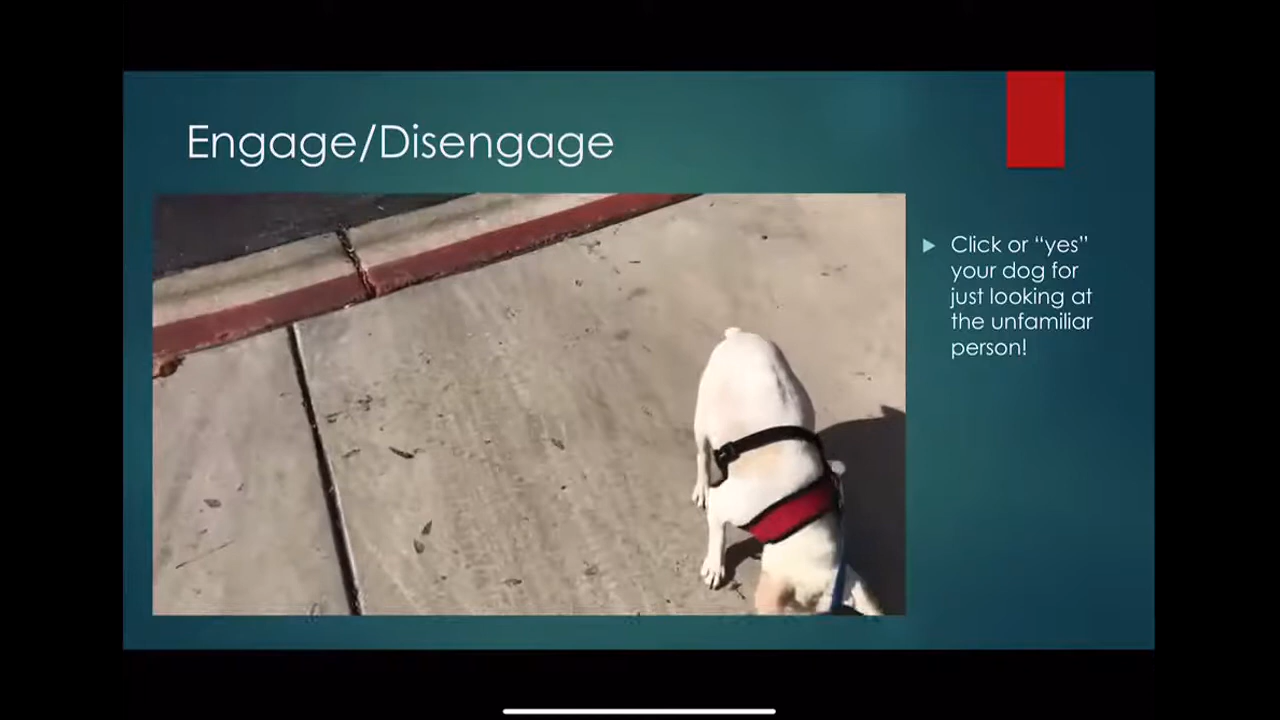 Engage/Disengage
Click or “yes”
your dog for
just looking at
the unfamiliar
person!